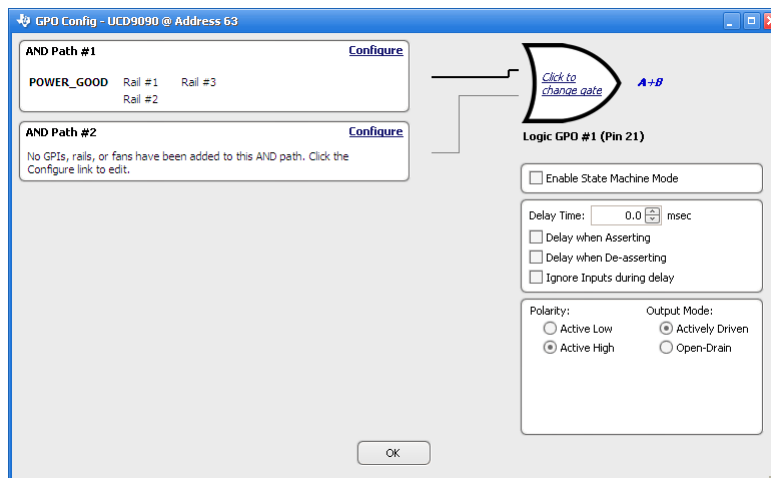 GPO Config - UCD9090 @ Address 63
AND Path #1 Configure
POWER_GOOD Rail #1 Rail #3
Rail #2
AND Path #2 Configure
No GPIs, rails, or fans have been added to this AND path. Click the
Configure link to edit.
Click to
change gate
A+B
Logic GPO #1 (Pin 21)
Enable State Machine Mode
Delay Time: 0.0 msec
Delay when Asserting
Delay when De-asserting
Ignore Inputs during delay
Polarity: Output Mode:
Active Low Actively Driven
Active High Open-Drain
OK